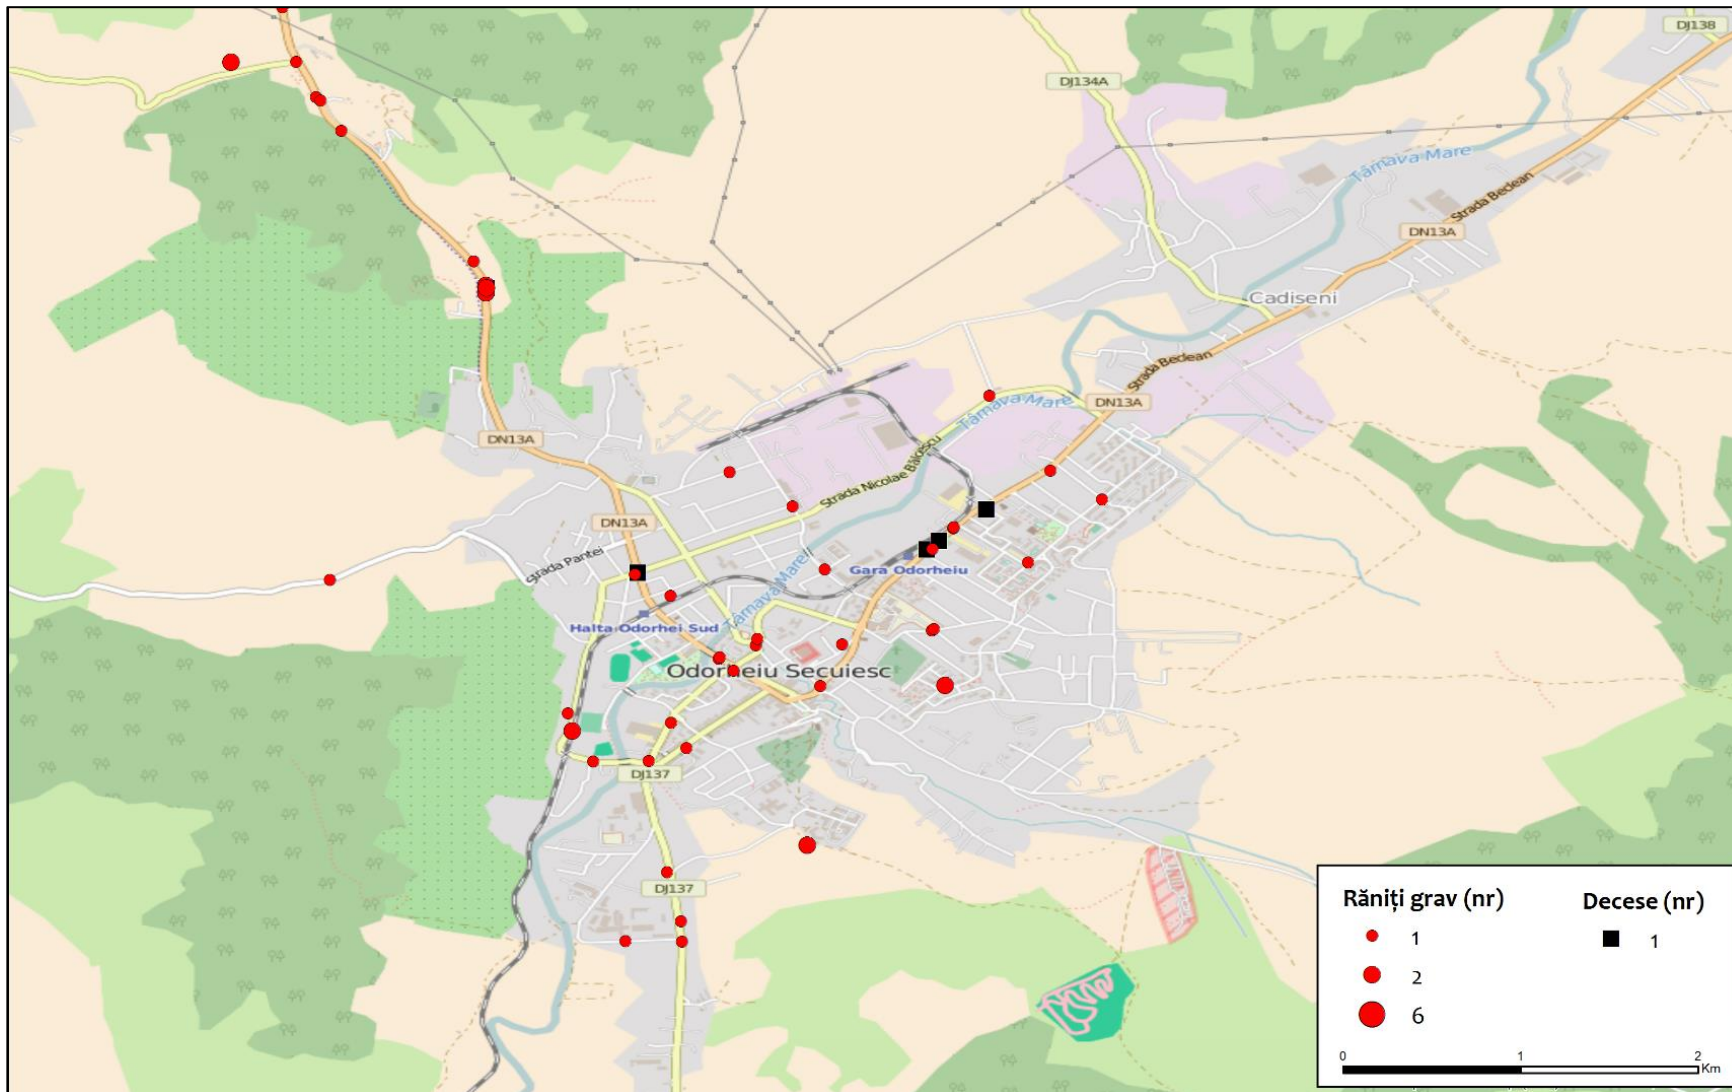 DJ138
DJ134A
Târnava Mare
Strada Bedean
DN13A
Cadiseni
Strada Bedean
DN13A
Târnava Mare
DN13A
Strada Nicolae Bălcescu
DN13A
Strada Pantei
Gara Odorheiu
Târnava Mare
Halta Odorhei Sud
Odorheiu Secuiesc
DJ137
DJ137
Răniți grav (nr)
Decese (nr)
1
1
2
6
0
1
2
Km